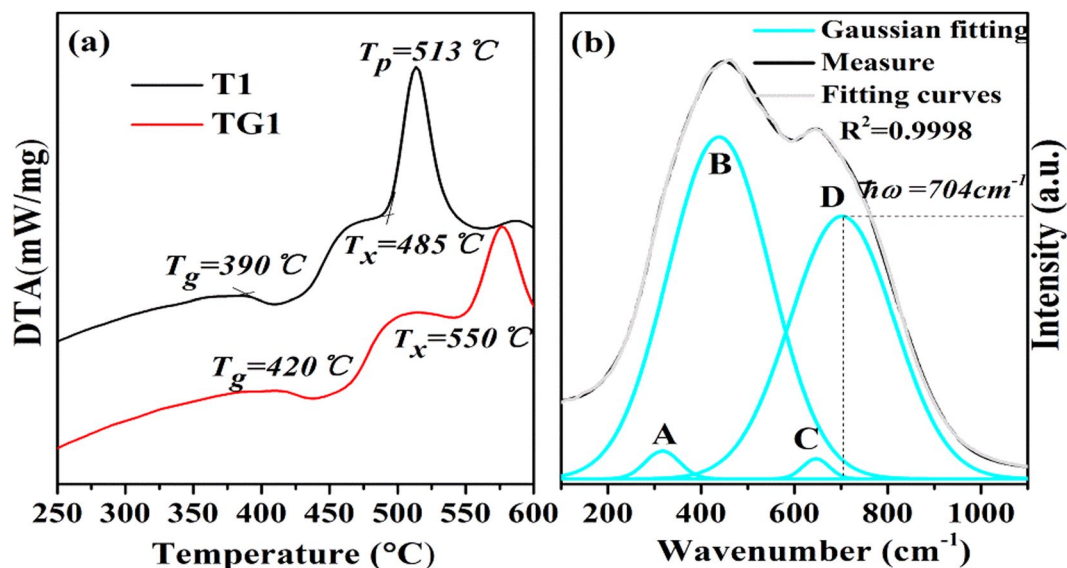 (a)
T1
TG1
Tp=513 ℃
Tx=485 ℃
Tg=390 ℃
Tx=550 ℃
Tg=420 ℃
DTA(mW/mg)
250 300 350 400 450 500 550 600
Temperature (°C)
(b)
Gaussian fitting
Measure
Fitting curves
R²=0.9998
ħω =704cm⁻¹
A
B
C
D
Intensity (a.u.)
200 400 600 800 1000
Wavenumber (cm⁻¹)